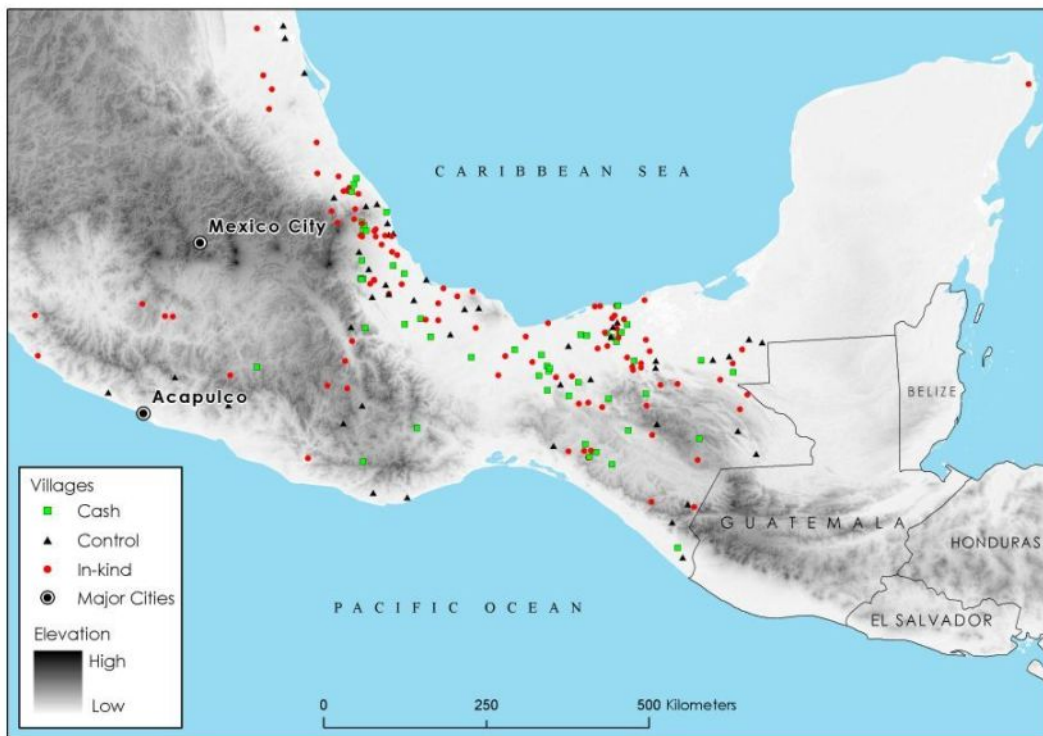 CARIBBEAN SEA
Mexico City
BELIZE
Acapulco
Villages
Cash
Control
In-kind
Major Cities
Elevation
High
Low
GUATEMALA
HONDURAS
EL SALVADOR
PACIFIC OCEAN
0 250 500 Kilometers